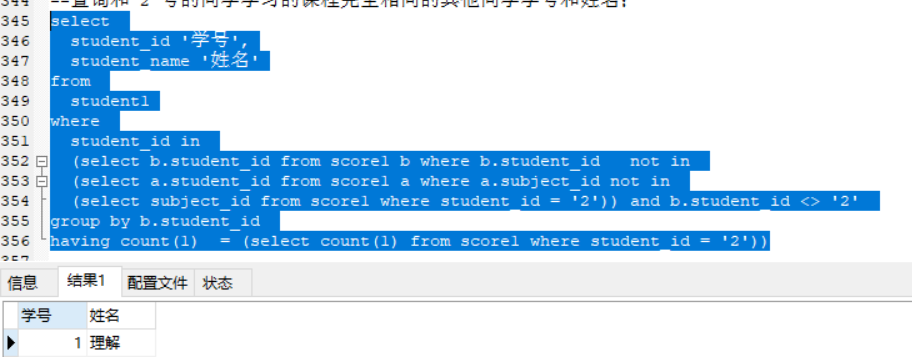 344 --查询和"2"号的同学学习的课程完全相同的其他同学学号和姓名;
345 select
346 student_id '学号',
347 student_name '姓名'
348 from
349 student1
350 where
351 student_id in
352 (select b.student_id from score1 b where b.student_id not in
353 (select a.student_id from score1 a where a.subject_id not in
354 (select subject_id from score1 where student_id = '2')) and b.student_id <> '2'
355 group by b.student_id
356 having count(1) = (select count(1) from score1 where student_id = '2'))
357
信息 结果1 配置文件 状态
学号 姓名
1 理解